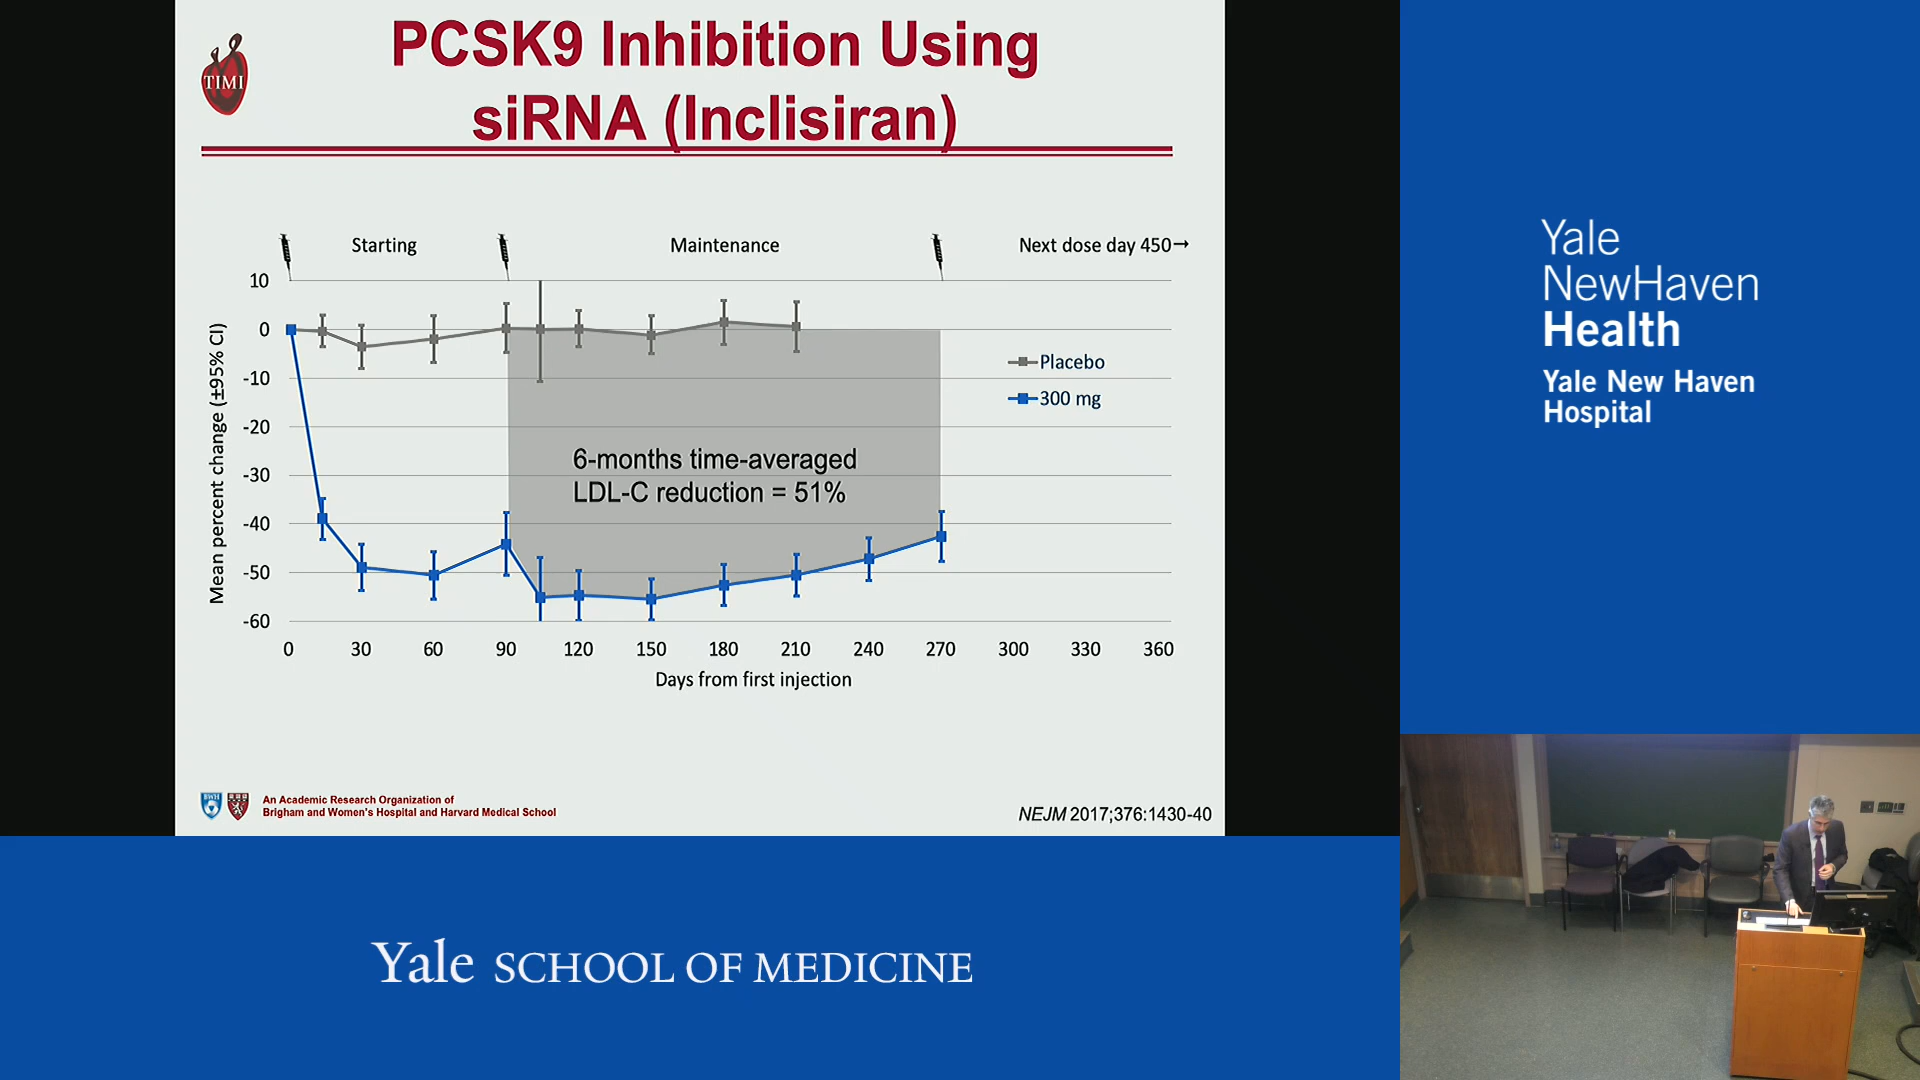 PCSK9 Inhibition Using
siRNA (Inclisiran)
TIMI
Starting
Maintenance
Next dose day 450→
10
0
-10
-20
-30
-40
-50
-60
Mean percent change (±95% CI)
Placebo
300 mg
6-months time-averaged
LDL-C reduction = 51%
0 30 60 90 120 150 180 210 240 270 300 330 360
Days from first injection
BWH
An Academic Research Organization of
Brigham and Women's Hospital and Harvard Medical School
NEJM 2017;376:1430-40
Yale
NewHaven
Health
Yale New Haven
Hospital
Yale SCHOOL OF MEDICINE